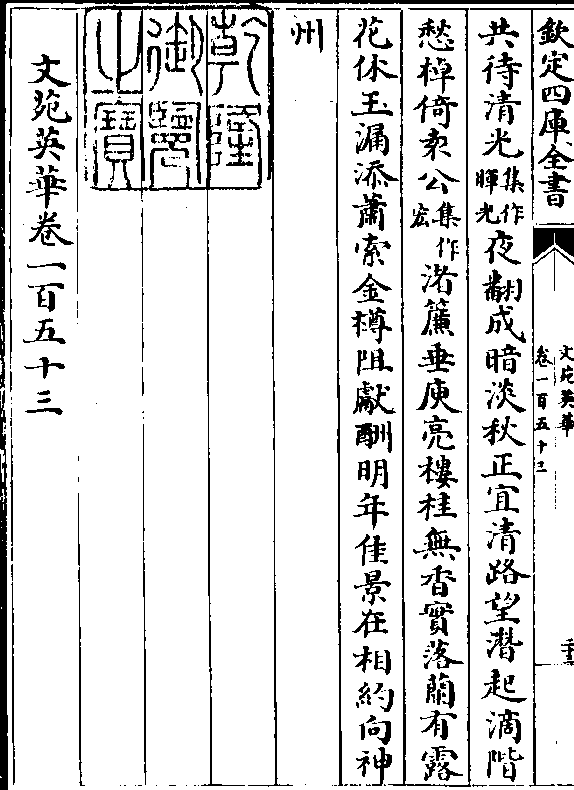 欽定四庫全書
文苑英華
卷一百五十三
共待清光集作暉光夜翻成暗淡秋正宜清路望潛起滴階
愁棹倚袁公集作宏渚簾垂庾亮樓桂無香實落蘭有露
花休玉漏添蕭索金樽阻獻酬明年佳景在相約向神
州
乾隆御覽之寶
文苑英華卷一百五十三